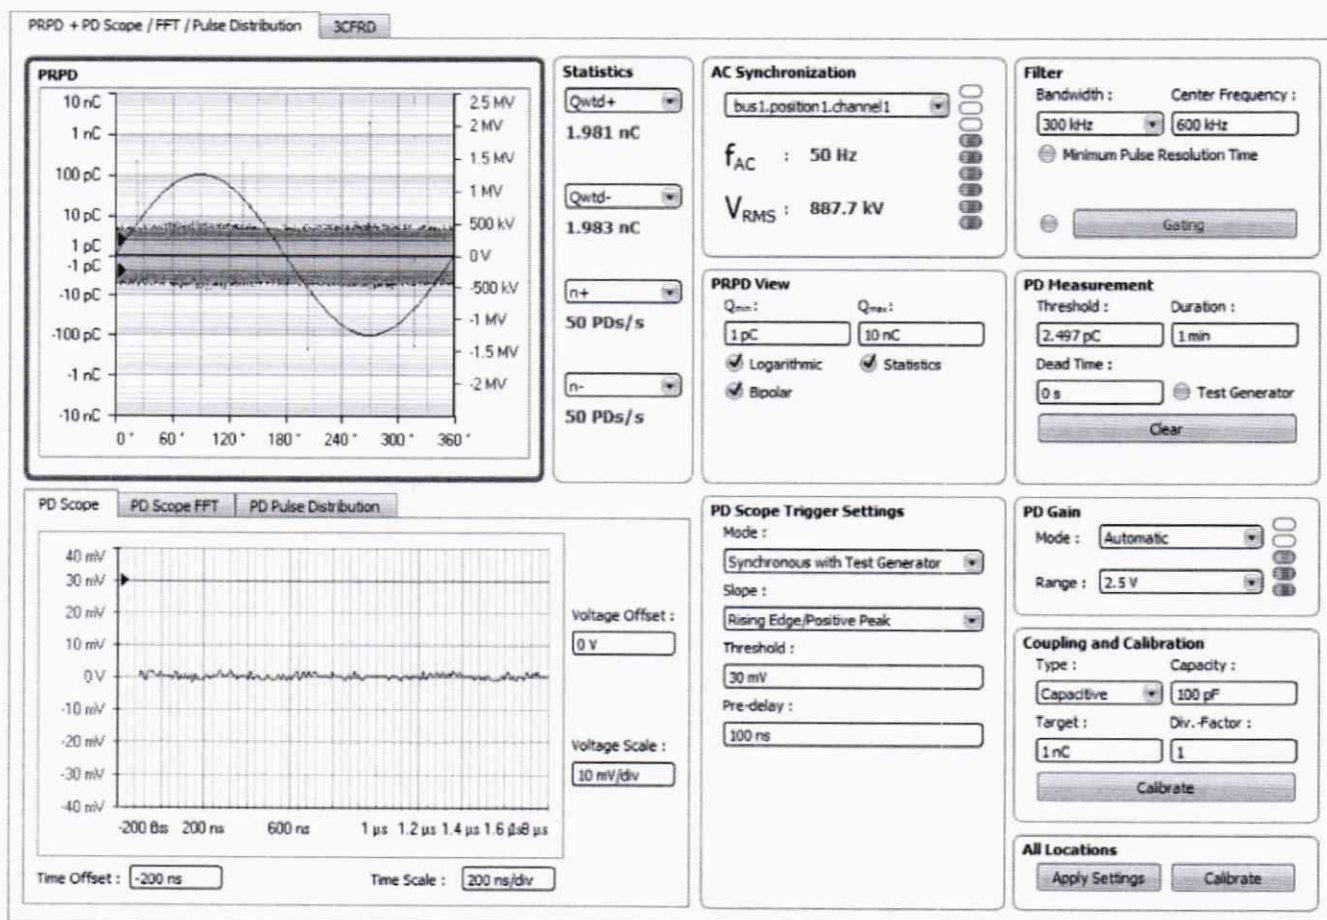 PRPD + PD Scope / FFT / Pulse Distribution
3CFRD
PRPD
10 nC
1 nC
100 pC
10 pC
1 pC
-1 pC
-10 pC
-100 pC
-1 nC
-10 nC
2.5 MV
2 MV
1.5 MV
1 MV
500 kV
0 V
-500 kV
-1 MV
-1.5 MV
-2 MV
0 ° 60 ° 120 ° 180 ° 240 ° 300 ° 360 °
Statistics
Qwtd+
1.981 nC
Qwtd-
1.983 nC
n+
50 PDs/s
n-
50 PDs/s
AC Synchronization
bus1.position1.channel1
fAC : 50 Hz
VRMS : 887.7 kV
Filter
Bandwidth : Center Frequency :
300 kHz 600 kHz
Minimum Pulse Resolution Time
Gating
PRPD View
Qmin: Qmax:
1 pC 10 nC
Logarithmic Statistics
Bipolar
PD Measurement
Threshold : Duration :
2.497 pC 1 min
Dead Time :
0 s Test Generator
Clear
PD Scope PD Scope FFT PD Pulse Distribution
40 mV
30 mV
20 mV
10 mV
0 V
-10 mV
-20 mV
-30 mV
-40 mV
-200 200 ns 600 ns 1 µs 1.2 µs 1.4 µs 1.6 µs
Voltage Offset :
0 V
Voltage Scale :
10 mV/div
Time Offset : -200 ns Time Scale : 200 ns/div
PD Scope Trigger Settings
Mode :
Synchronous with Test Generator
Slope :
Rising Edge/Positive Peak
Threshold :
30 mV
Pre-delay :
100 ns
PD Gain
Mode : Automatic
Range : 2.5 V
Coupling and Calibration
Type : Capacity :
Capacitive 100 pF
Target : Div.-Factor :
1 nC 1
Calibrate
All Locations
Apply Settings Calibrate